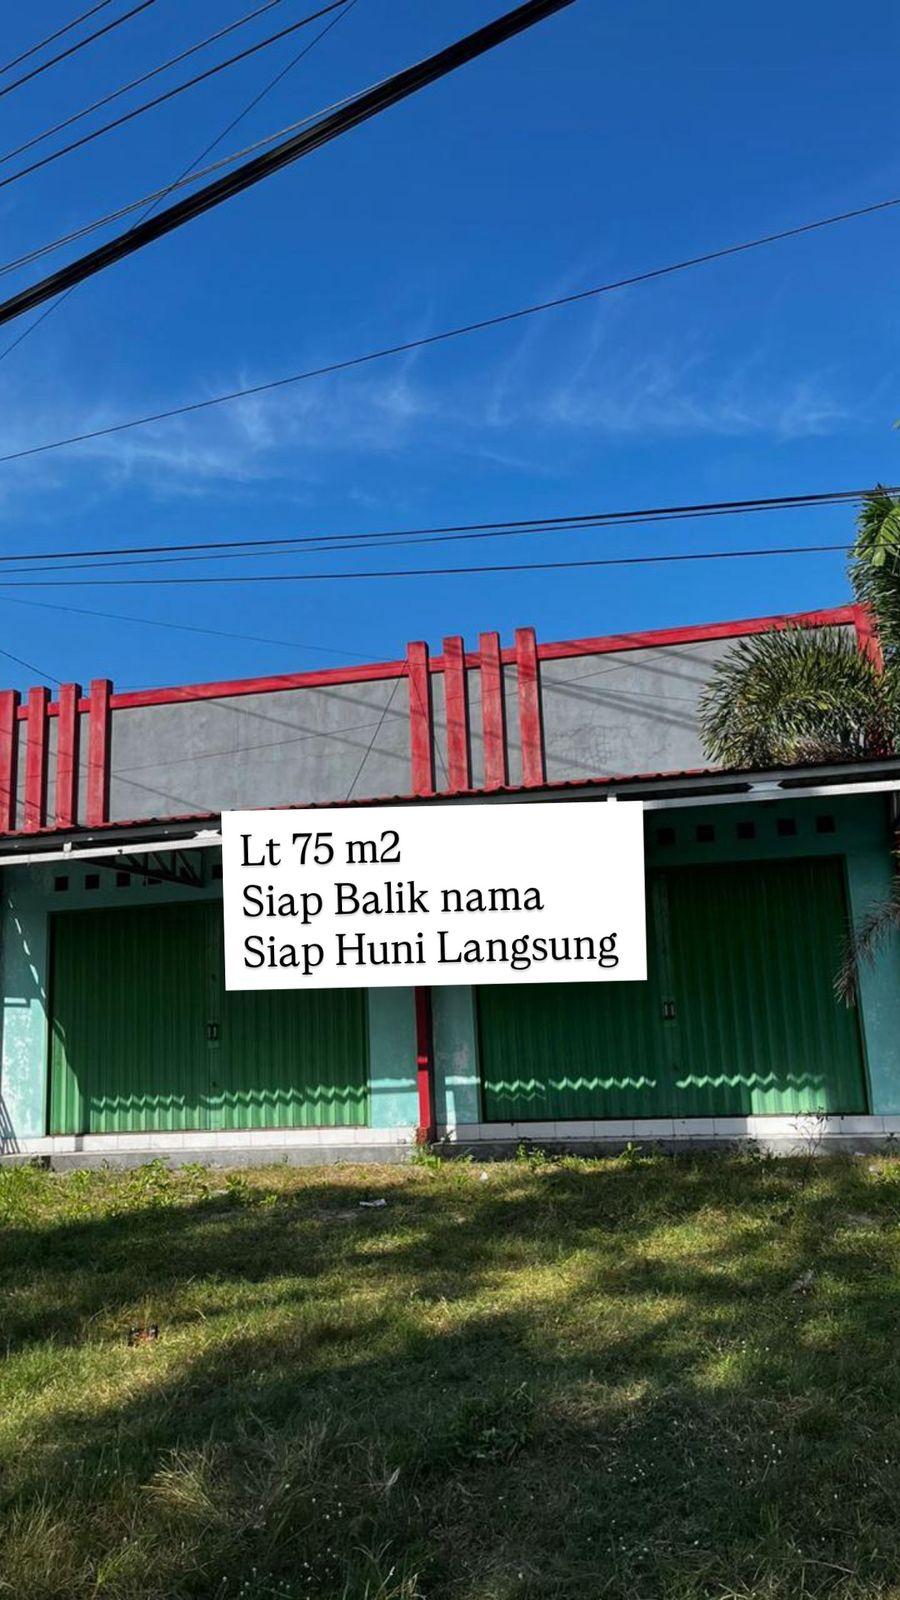 Lt 75 m2
Siap Balik nama
Siap Huni Langsung